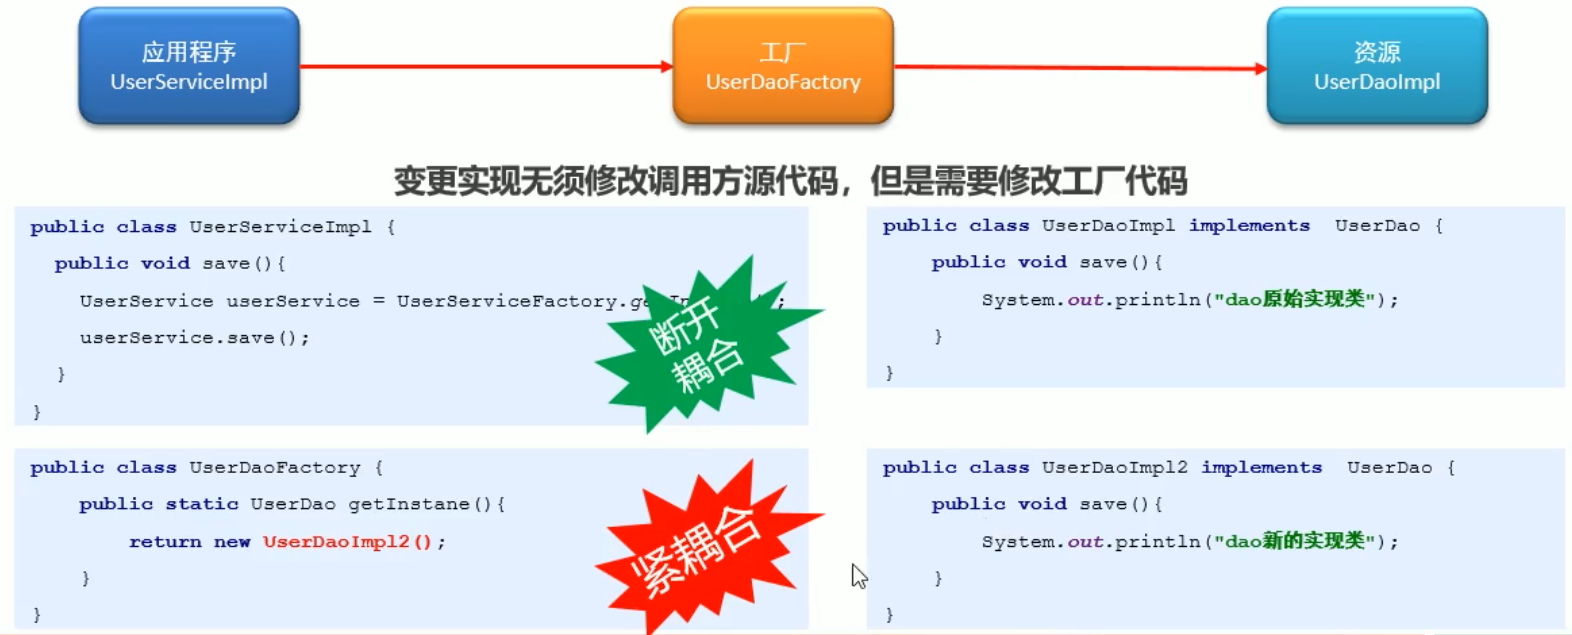 应用程序
UserServiceImpl
工厂
UserDaoFactory
资源
UserDaoImpl
变更实现无须修改调用方源代码，但是需要修改工厂代码
public class UserServiceImpl {
public void save(){
UserService userService = UserServiceFactory.
userService.save();
}
}
断开
耦合
public class UserDaoImpl implements UserDao {
public void save(){
System.out.println("dao原始实现类");
}
}
public class UserDaoFactory {
public static UserDao getInstane(){
return new UserDaoImpl2();
}
}
紧耦合
public class UserDaoImpl2 implements UserDao {
public void save(){
System.out.println("dao新的实现类");
}
}